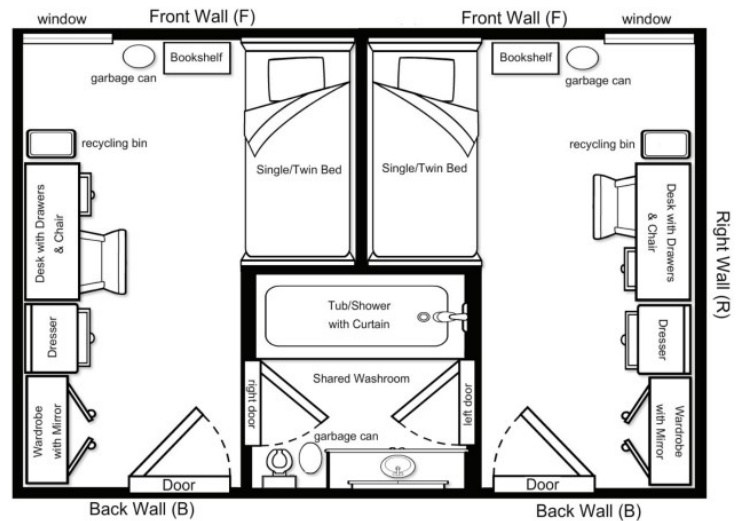 Front Wall (F)
Front Wall (F)
window
window
Bookshelf
garbage can
Bookshelf
garbage can
recycling bin
recycling bin
Single/Twin Bed
Single/Twin Bed
Desk with Drawers
& Chair
Desk with Drawers
& Chair
Right Wall (R)
Tub/Shower
with Curtain
Dresser
Dresser
Shared Washroom
right door
left door
Wardrobe
with Mirror
Wardrobe
with Mirror
garbage can
Door
Door
Back Wall (B)
Back Wall (B)